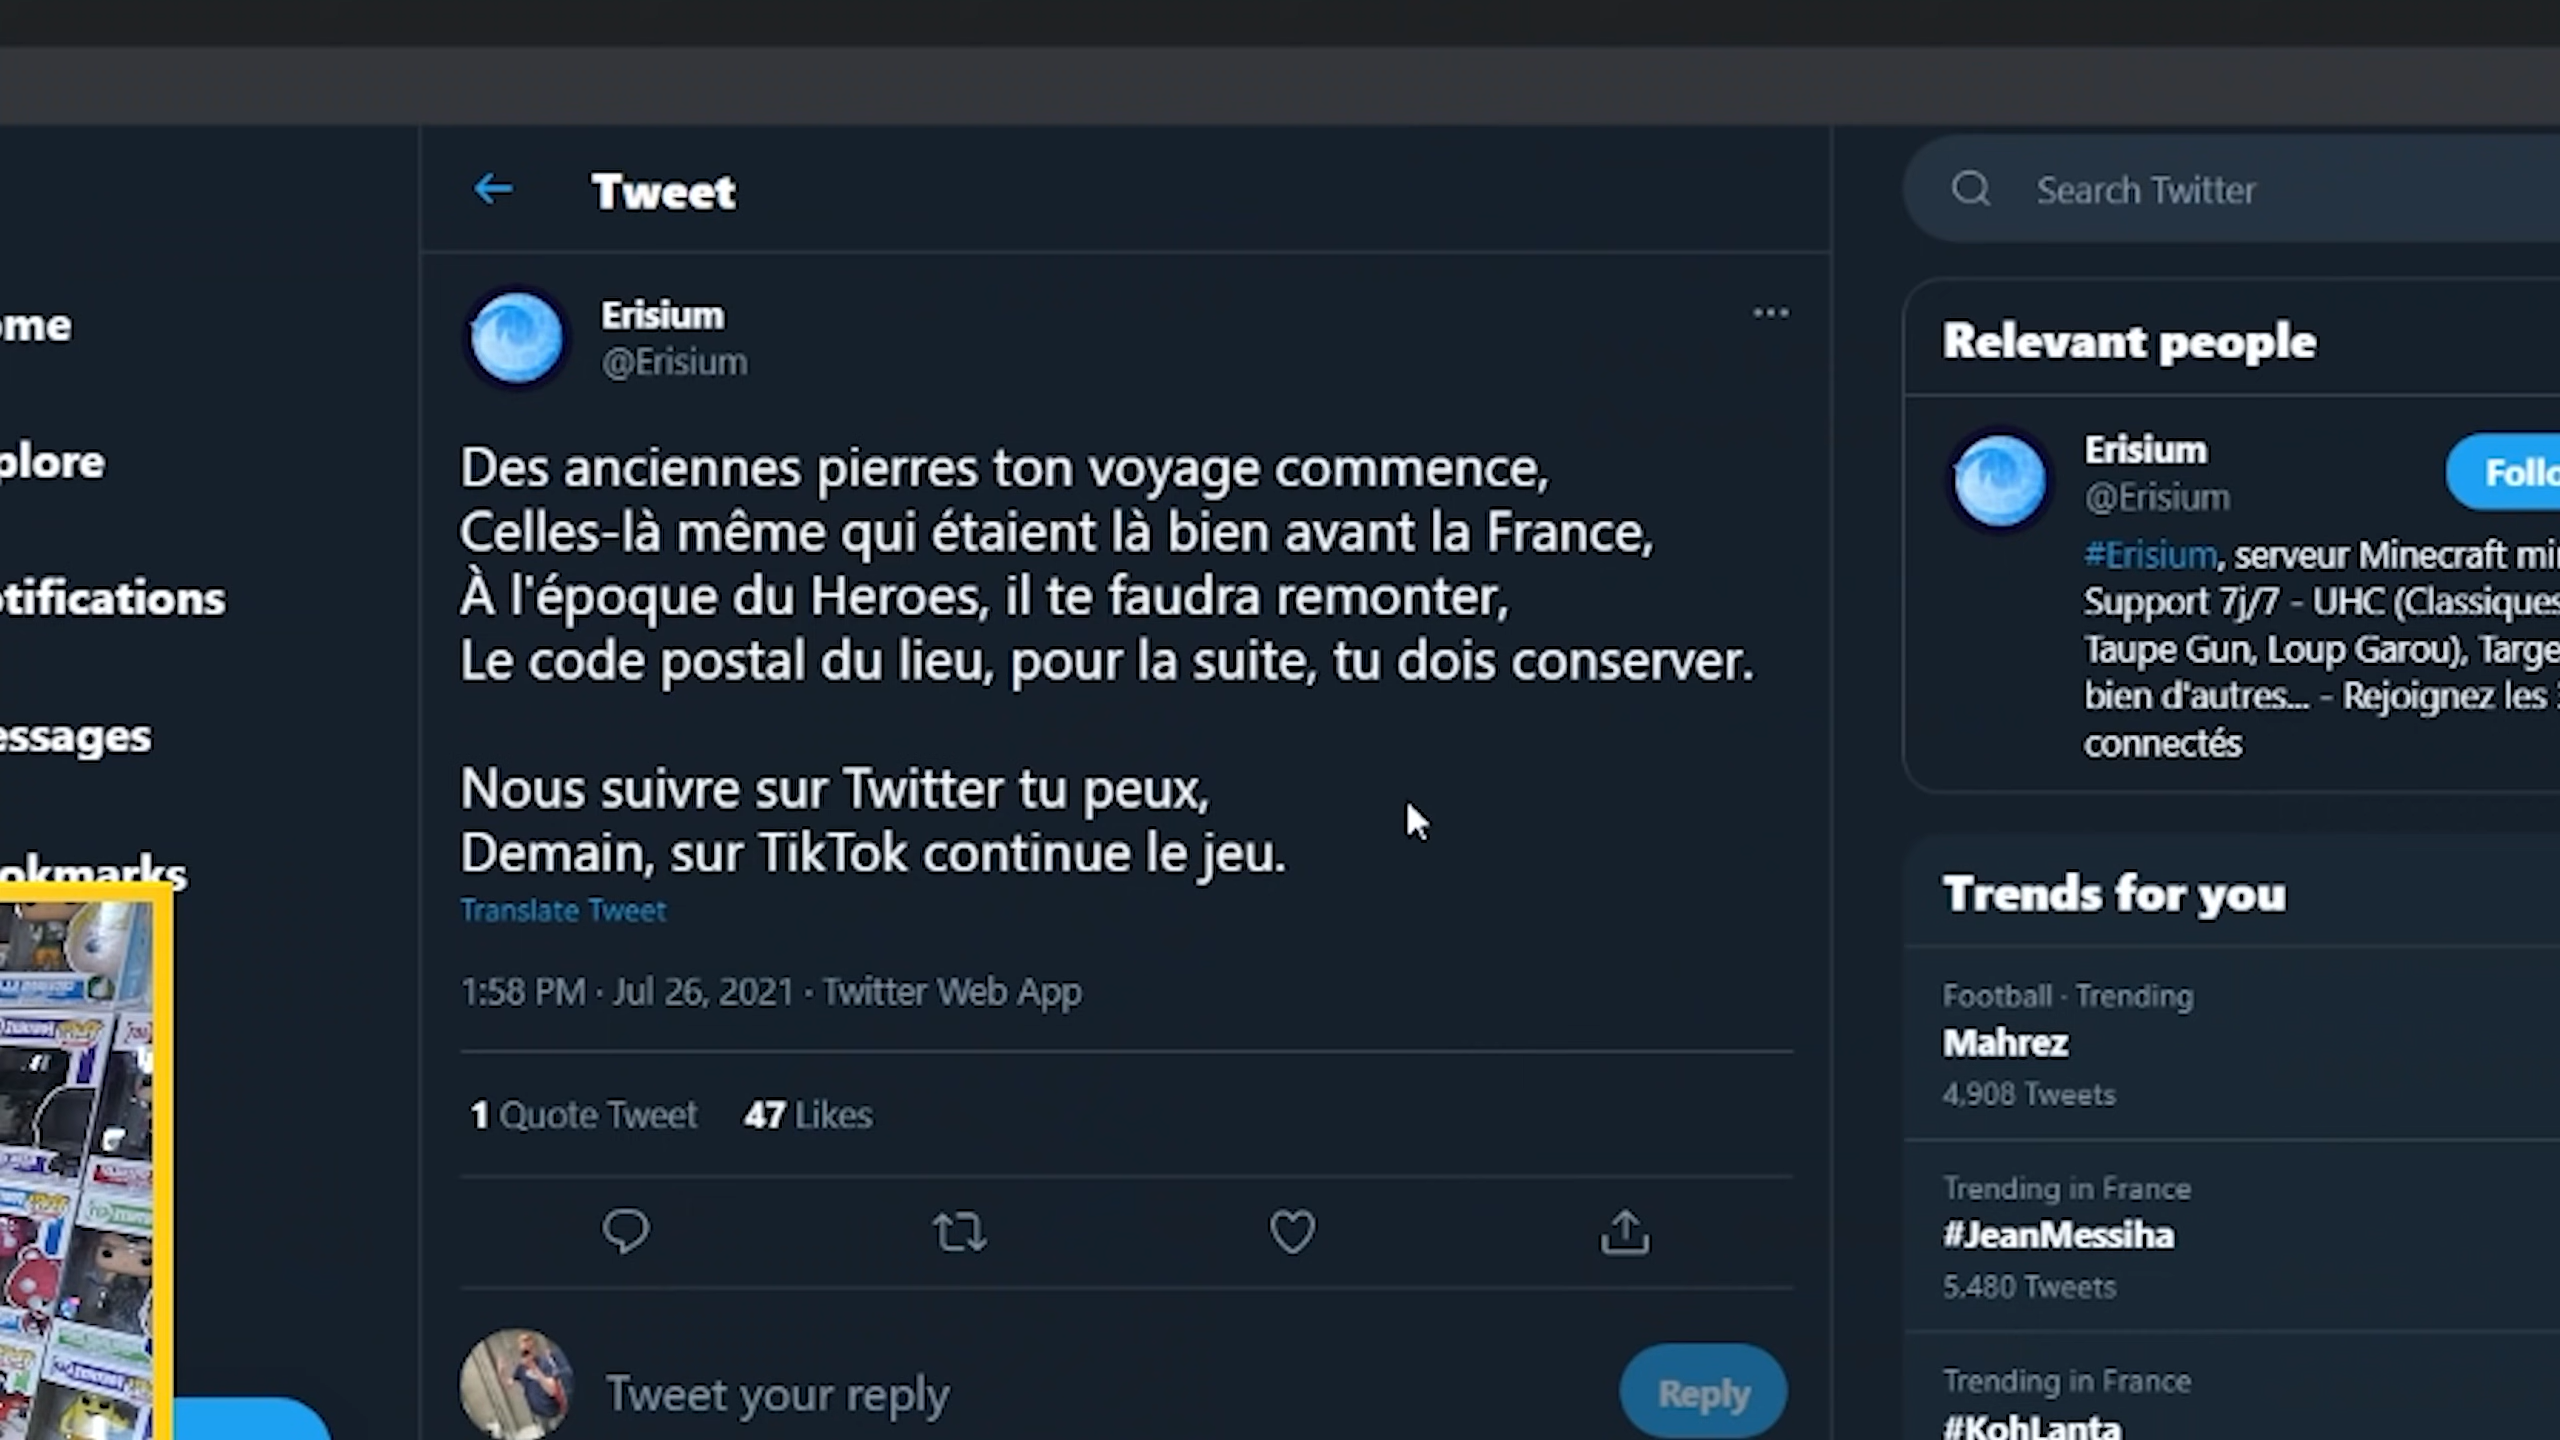 Tweet
Search Twitter
Erisium
@Erisium
Des anciennes pierres ton voyage commence,
Celles-là même qui étaient là bien avant la France,
À l'époque du Heroes, il te faudra remonter,
Le code postal du lieu, pour la suite, tu dois conserver.
Nous suivre sur Twitter tu peux,
Demain, sur TikTok continue le jeu.
Translate Tweet
1:58 PM · Jul 26, 2021 · Twitter Web App
1 Quote Tweet 47 Likes
Tweet your reply
Reply
ome
plore
otifications
essages
okmarks
Relevant people
Erisium
@Erisium
Follo
#Erisium, serveur Minecraft min
Support 7j/7 - UHC (Classiques
Taupe Gun, Loup Garou), Targe
bien d'autres... - Rejoignez les
connectés
Trends for you
Football · Trending
Mahrez
4,908 Tweets
Trending in France
#JeanMessiha
5,480 Tweets
Trending in France
#KohLanta